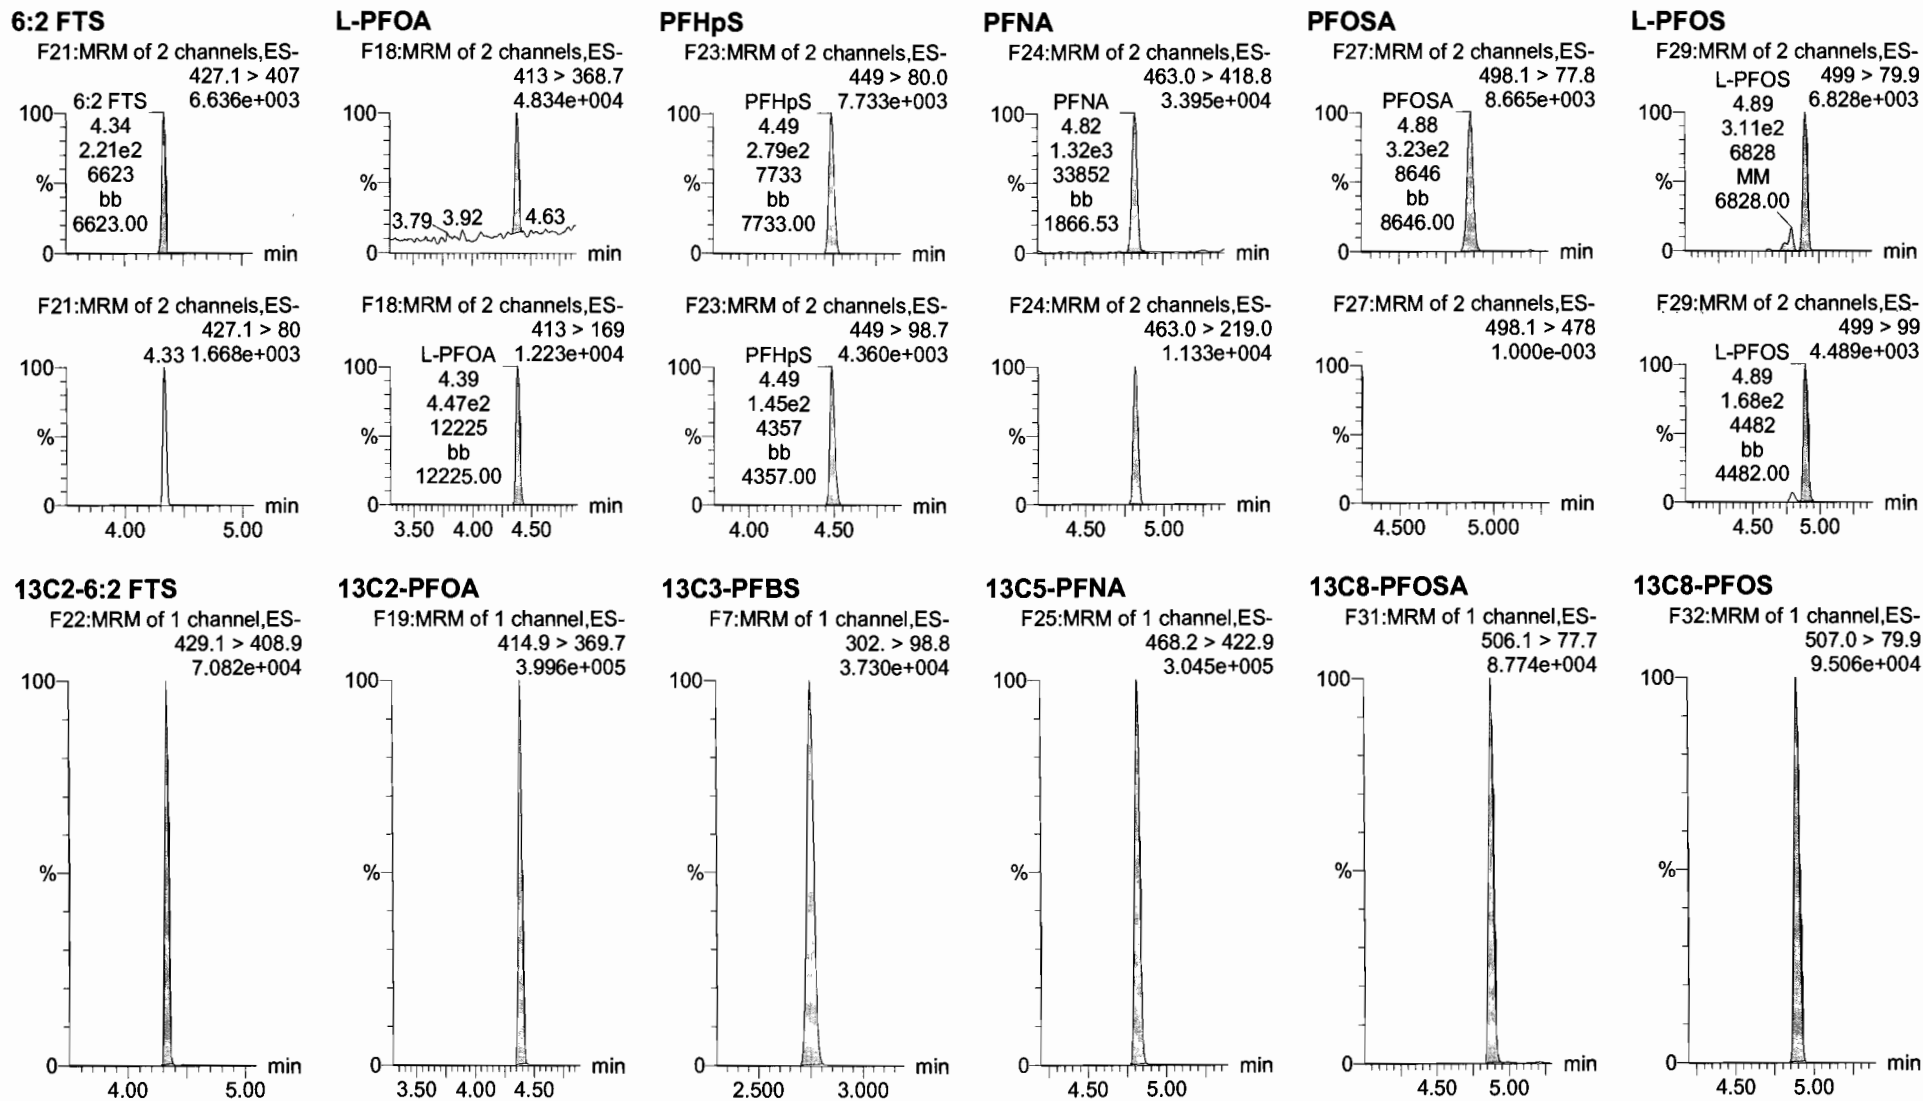 6:2 FTS
F21:MRM of 2 channels,ES-
427.1 > 407
6.636e+003
100
6:2 FTS
4.34
2.21e2
6623
bb
6623.00
%
0
min
L-PFOA
F18:MRM of 2 channels,ES-
413 > 368.7
4.834e+004
100
%
3.79
3.92
4.63
0
min
PFHpS
F23:MRM of 2 channels,ES-
449 > 80.0
7.733e+003
100
PFHpS
4.49
2.79e2
7733
bb
7733.00
%
0
min
PFNA
F24:MRM of 2 channels,ES-
463.0 > 418.8
3.395e+004
100
PFNA
4.82
1.32e3
33852
bb
1866.53
%
0
min
PFOSA
F27:MRM of 2 channels,ES-
498.1 > 77.8
8.665e+003
100
PFOSA
4.88
3.23e2
8646
bb
8646.00
%
0
min
L-PFOS
F29:MRM of 2 channels,ES-
499 > 79.9
6.828e+003
100
L-PFOS
4.89
3.11e2
6828
MM
6828.00
%
0
min
F21:MRM of 2 channels,ES-
427.1 > 80
4.33 1.668e+003
100
%
0
min
4.00 5.00
F18:MRM of 2 channels,ES-
413 > 169
1.223e+004
100
L-PFOA
4.39
4.47e2
12225
bb
12225.00
%
0
min
3.50 4.00 4.50
F23:MRM of 2 channels,ES-
449 > 98.7
4.360e+003
100
PFHpS
4.49
1.45e2
4357
bb
4357.00
%
0
min
4.00 4.50
F24:MRM of 2 channels,ES-
463.0 > 219.0
1.133e+004
100
%
0
min
4.50 5.00
F27:MRM of 2 channels,ES-
498.1 > 478
1.000e-003
100
%
0
min
4.500 5.000
F29:MRM of 2 channels,ES-
499 > 99
4.489e+003
100
L-PFOS
4.89
1.68e2
4482
bb
4482.00
%
0
min
4.50 5.00
13C2-6:2 FTS
F22:MRM of 1 channel,ES-
429.1 > 408.9
7.082e+004
100
%
0
min
4.00 5.00
13C2-PFOA
F19:MRM of 1 channel,ES-
414.9 > 369.7
3.996e+005
100
%
0
min
3.50 4.00 4.50
13C3-PFBS
F7:MRM of 1 channel,ES-
302. > 98.8
3.730e+004
100
%
0
min
2.500 3.000
13C5-PFNA
F25:MRM of 1 channel,ES-
468.2 > 422.9
3.045e+005
100
%
0
min
4.50 5.00
13C8-PFOSA
F31:MRM of 1 channel,ES-
506.1 > 77.7
8.774e+004
100
%
0
min
4.50 5.00
13C8-PFOS
F32:MRM of 1 channel,ES-
507.0 > 79.9
9.506e+004
100
%
0
min
4.50 5.00